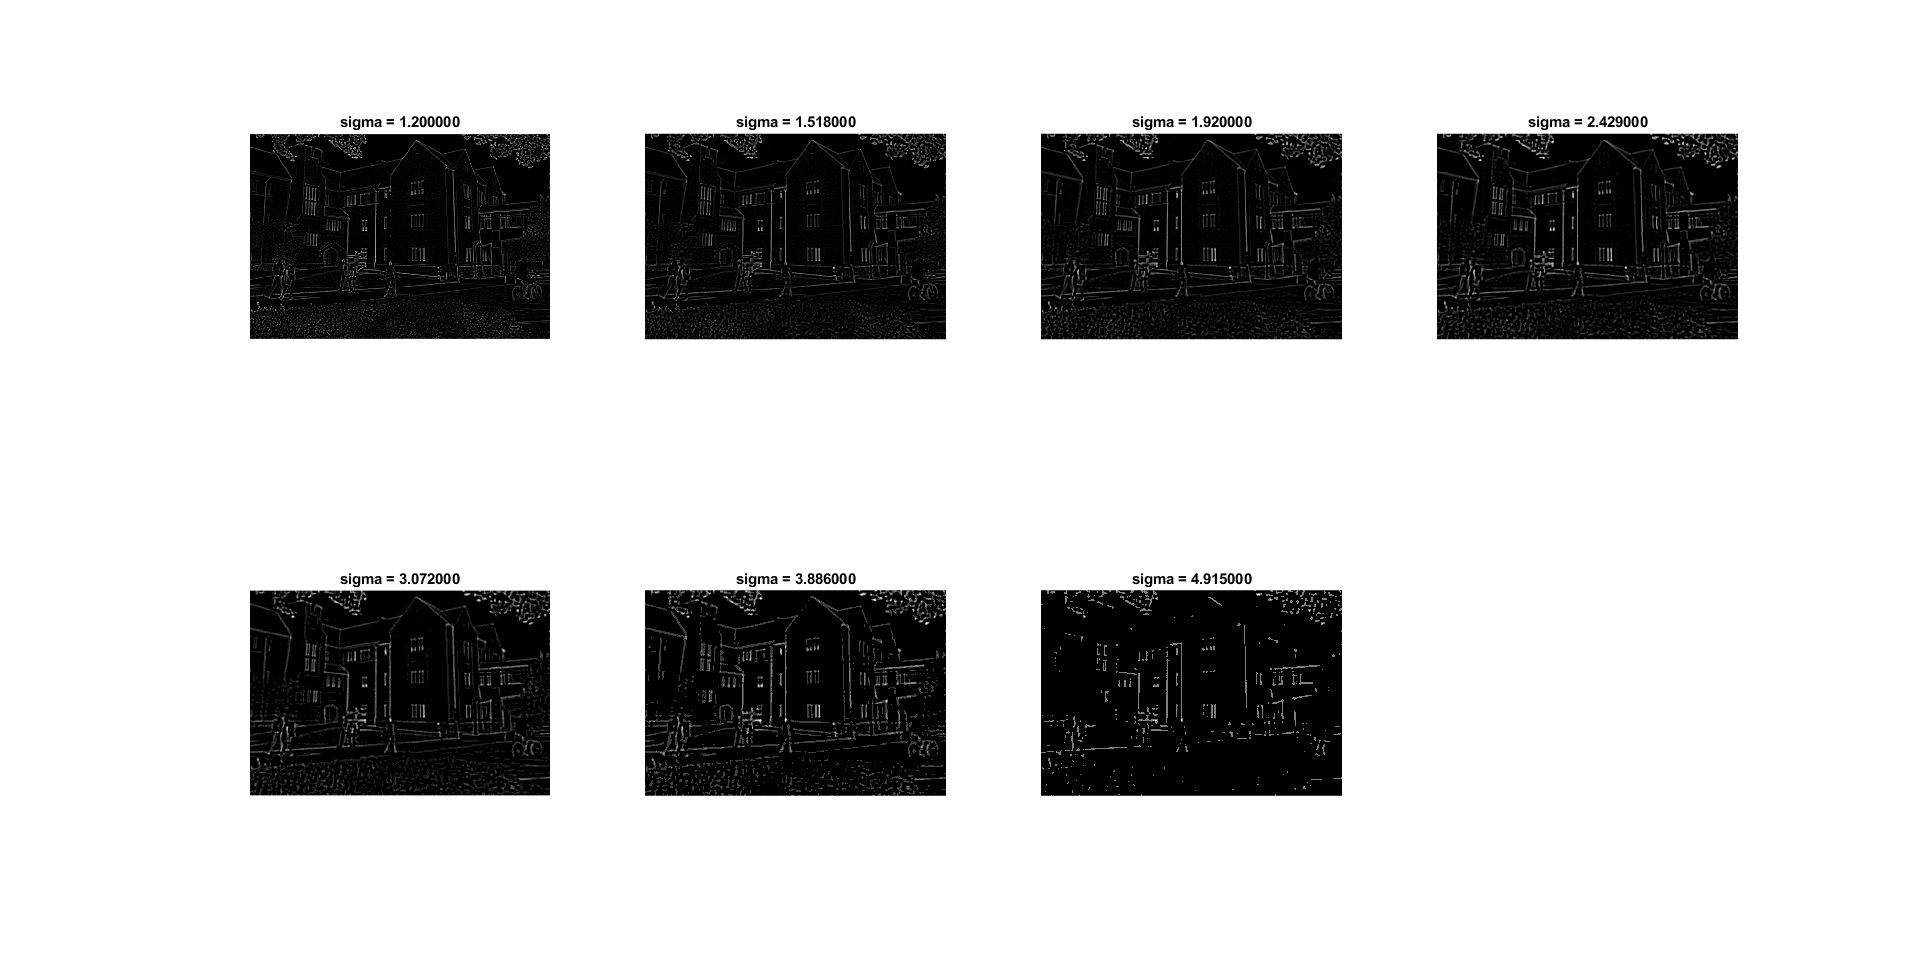 sigma = 1.200000
sigma = 1.518000
sigma = 1.920000
sigma = 2.429000
sigma = 3.072000
sigma = 3.886000
sigma = 4.915000